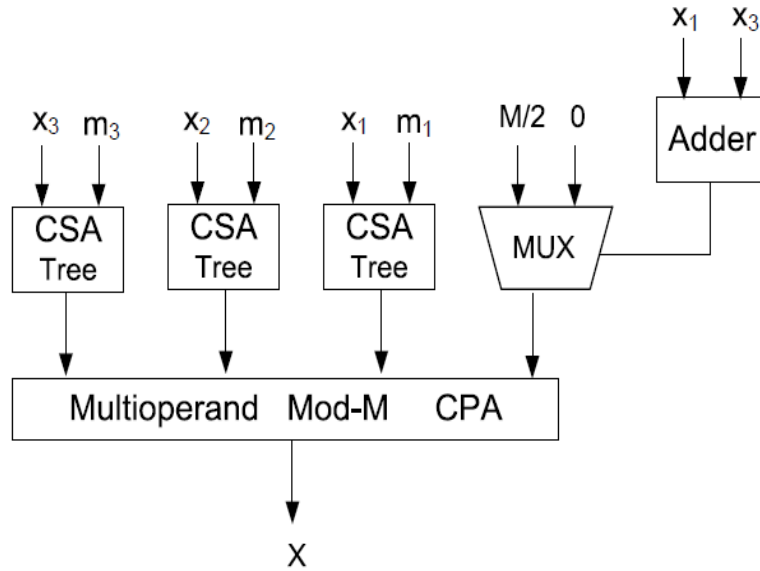 x₁ x₃
Adder
x₃ m₃ x₂ m₂ x₁ m₁ M/2 0
CSA Tree
CSA Tree
CSA Tree
MUX
Multioperand Mod-M CPA
X